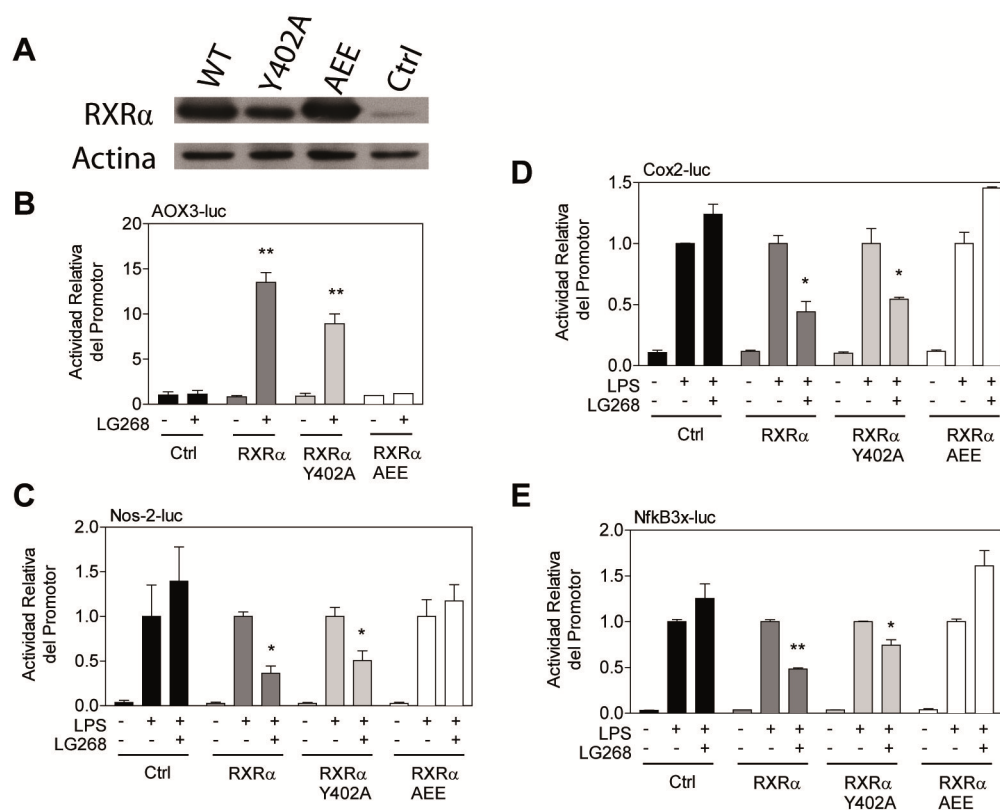 A
WT Y402A AEE Ctrl
RXRα
Actina
B
AOX3-luc
Actividad Relativa
del Promotor
20
15
10
5
0
LG268 - + - + - + - +
Ctrl RXRα RXRα RXRα
Y402A AEE
C
Nos-2-luc
Actividad Relativa
del Promotor
2.0
1.5
1.0
0.5
0.0
** **
* *
- + + - + + - + + - + + LPS
+ + + + LG268
Ctrl RXRα RXRα RXRα
Y402A AEE
D
Cox2-luc
Actividad Relativa
del Promotor
1.5
1.0
0.5
0.0
* *
LPS - + + - + + - + + - + +
LG268 - - + - - + - - + - - +
Ctrl RXRα RXRα RXRα
Y402A AEE
E
NfkB3x-luc
Actividad Relativa
del Promotor
2.0
1.5
1.0
0.5
0.0
** *
LPS - + + - + + - + + - + +
LG268 - - + - - + - - + - - +
Ctrl RXRα RXRα RXRα
Y402A AEE